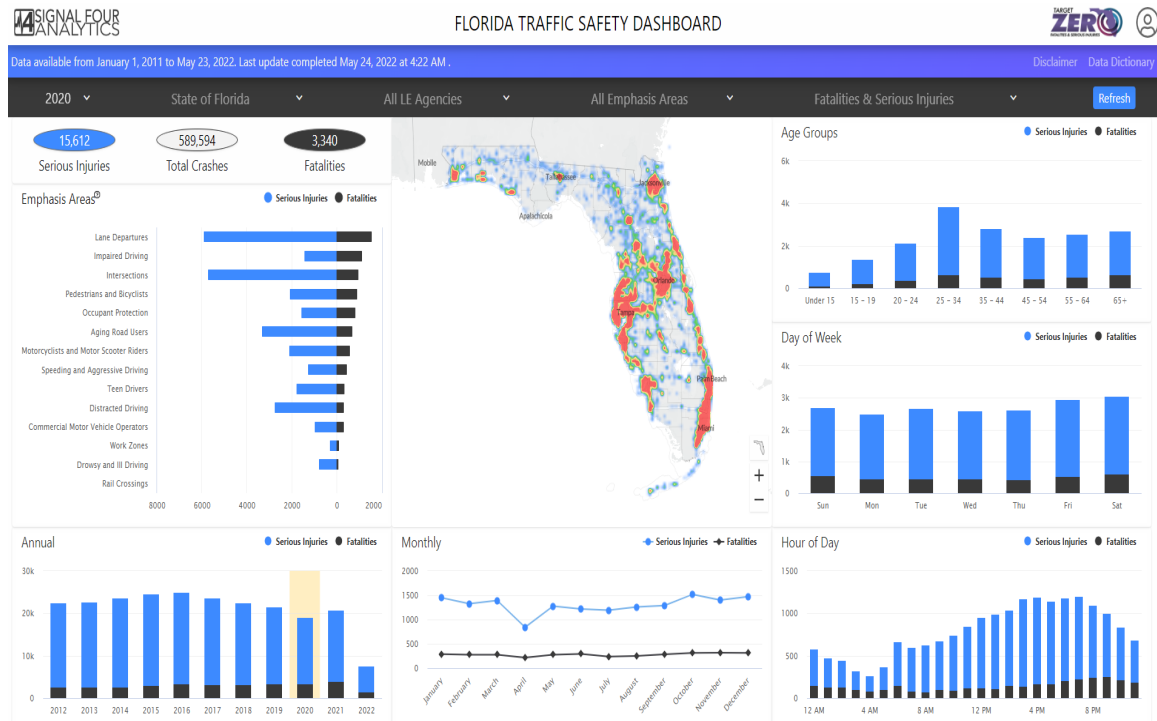 SIGNAL FOUR
ANALYTICS
FLORIDA TRAFFIC SAFETY DASHBOARD
TARGET
ZERO
FATALITIES & SERIOUS INJURIES
Data available from January 1, 2011 to May 23, 2022. Last update completed May 24, 2022 at 4:22 AM .
Disclaimer Data Dictionary
2020 State of Florida All LE Agencies All Emphasis Areas Fatalities & Serious Injuries Refresh
15,612 589,594 3,340
Serious Injuries Total Crashes Fatalities
Emphasis Areas
Serious Injuries Fatalities
Lane Departures
Impaired Driving
Intersections
Pedestrians and Bicyclists
Occupant Protection
Aging Road Users
Motorcyclists and Motor Scooter Riders
Speeding and Aggressive Driving
Teen Drivers
Distracted Driving
Commercial Motor Vehicle Operators
Work Zones
Drowsy and Ill Driving
Rail Crossings
8000 6000 4000 2000 0 2000
Mobile
Tallahassee
Jacksonville
Apalachicola
Orlando
Tampa
Palm Beach
Miami
+
−
Age Groups
Serious Injuries Fatalities
6k
4k
2k
0
Under 15 15 - 19 20 - 24 25 - 34 35 - 44 45 - 54 55 - 64 65+
Day of Week
Serious Injuries Fatalities
4k
3k
2k
1k
0
Sun Mon Tue Wed Thu Fri Sat
Annual
Serious Injuries Fatalities
30k
20k
10k
0
2012 2013 2014 2015 2016 2017 2018 2019 2020 2021 2022
Monthly
Serious Injuries Fatalities
2000
1500
1000
500
0
January February March April May June July August September October November December
Hour of Day
Serious Injuries Fatalities
1500
1000
500
0
12 AM 4 AM 8 AM 12 PM 4 PM 8 PM